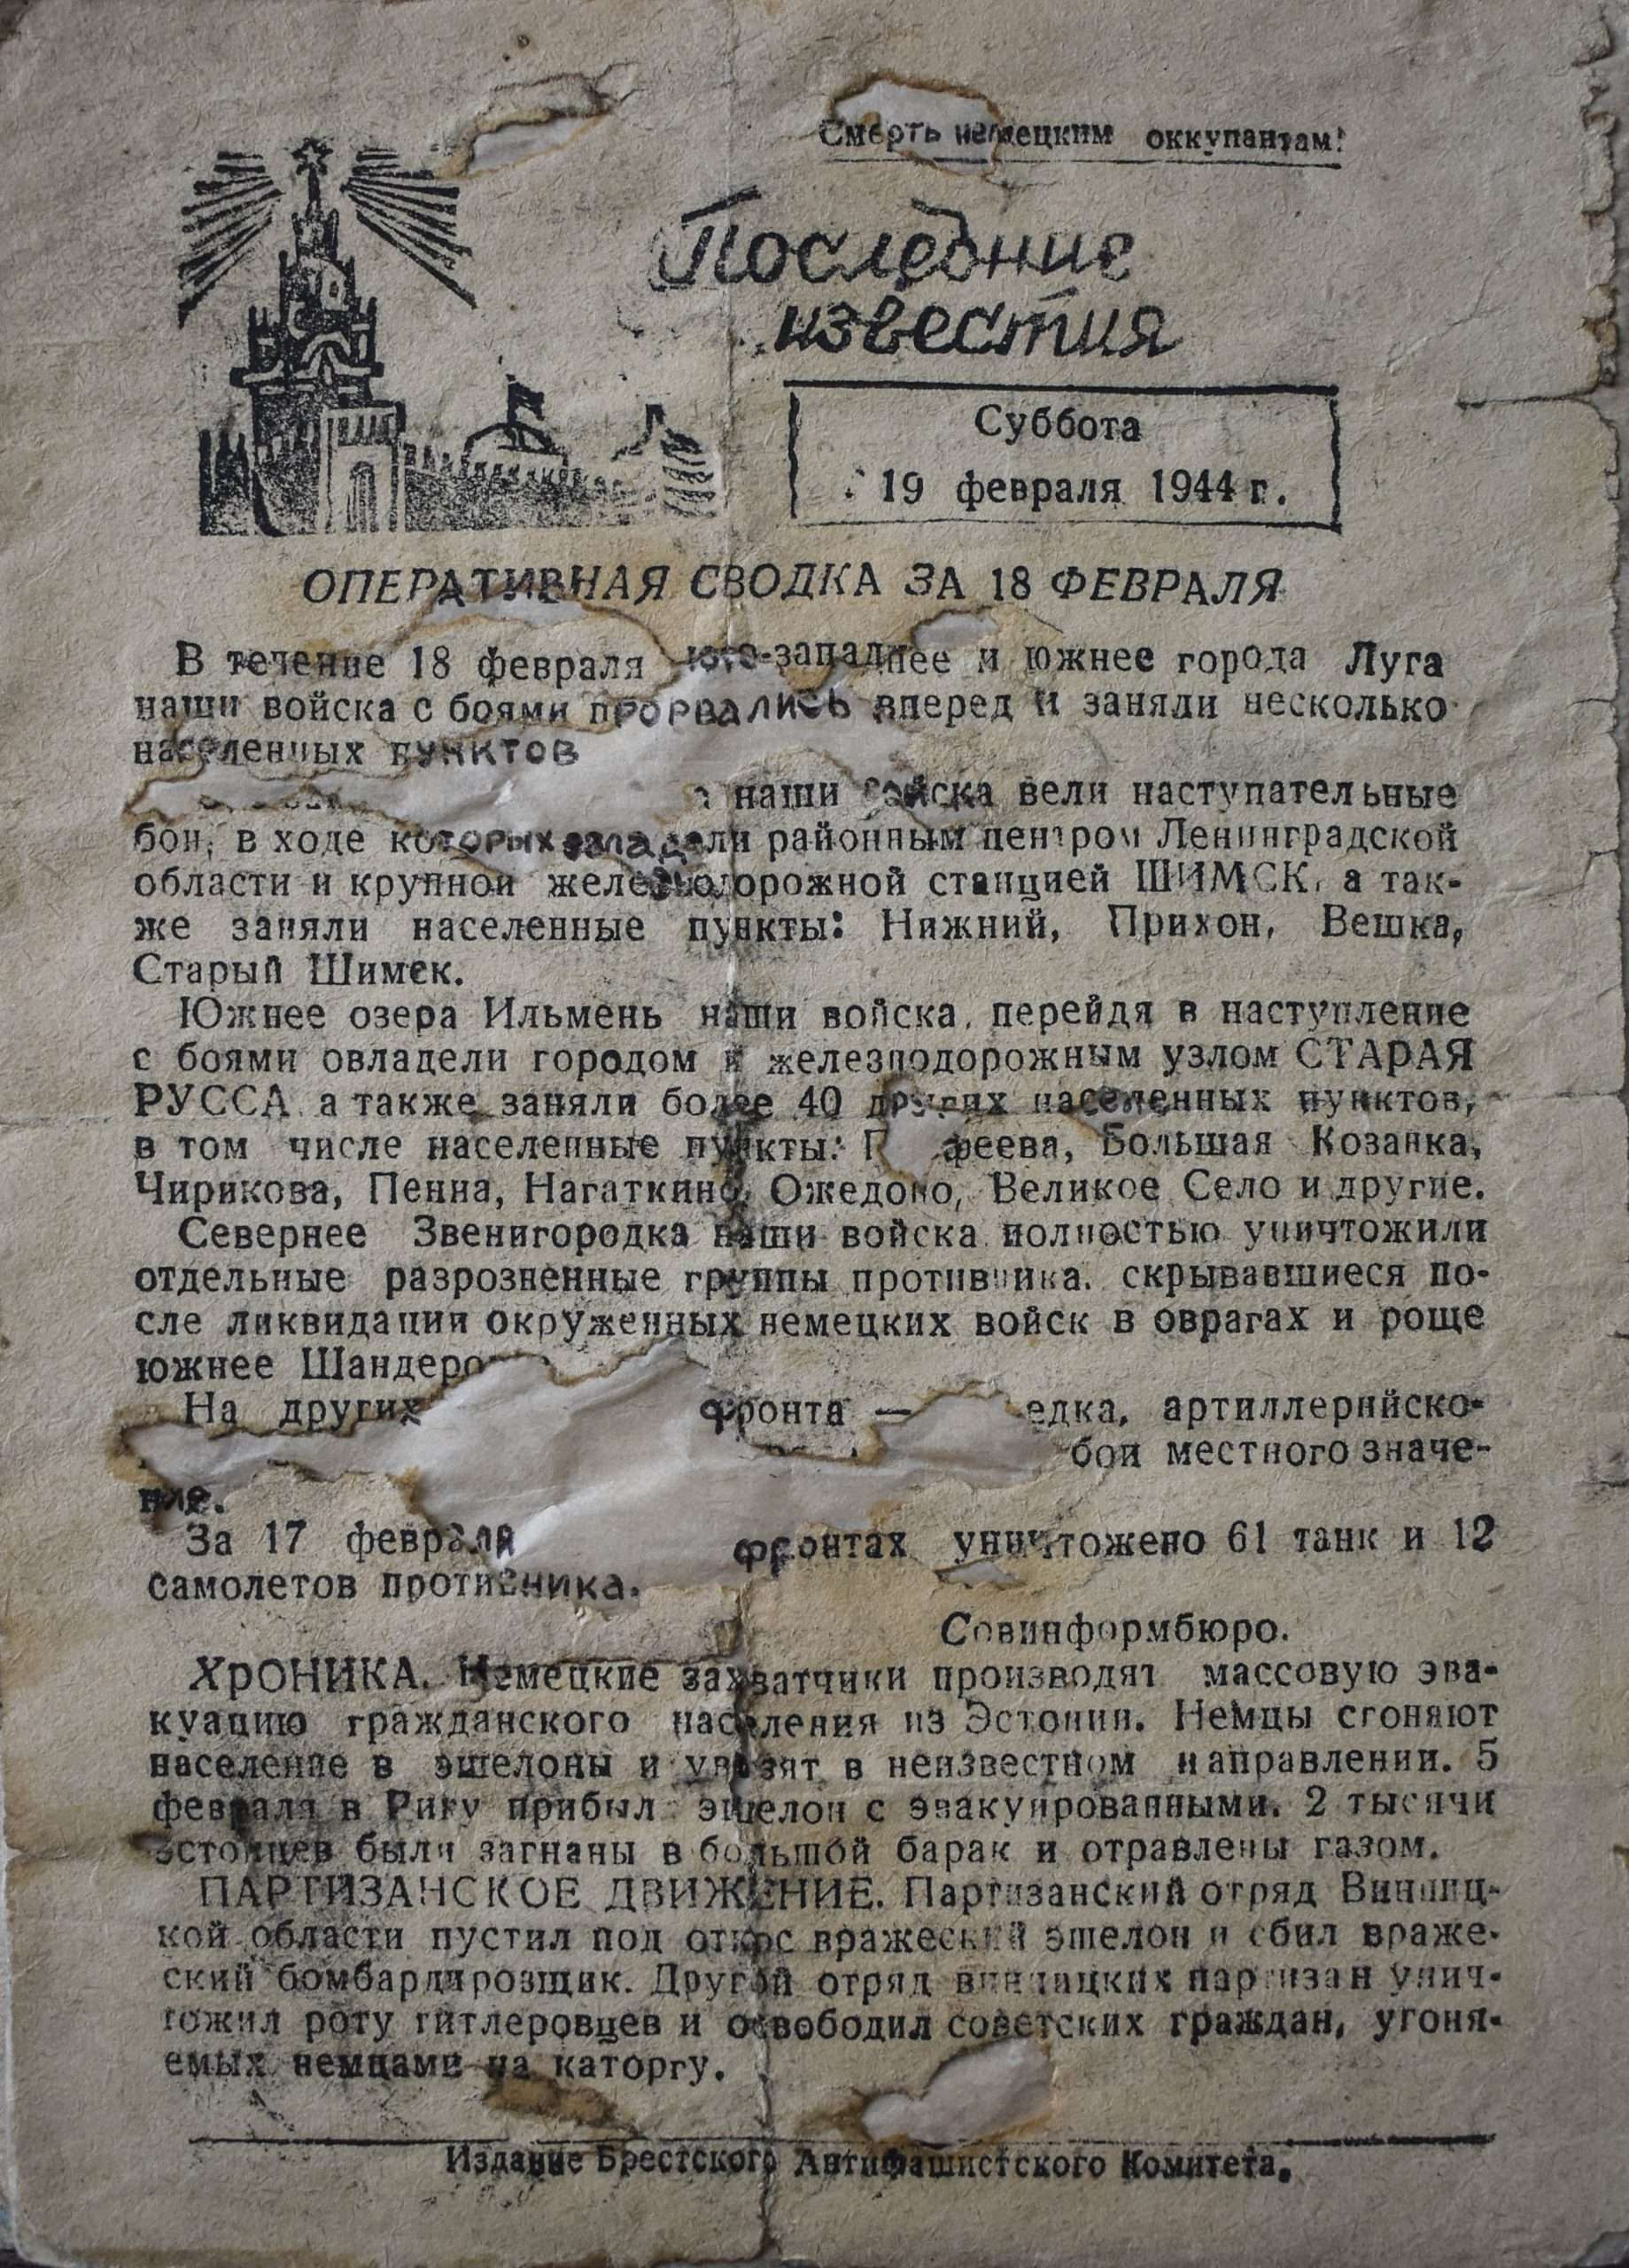 Смерть немецким оккупантам!
Последние
известия
Суббота
19 февраля 1944 г.
ОПЕРАТИВНАЯ СВОДКА ЗА 18 ФЕВРАЛЯ
В течение 18 февраля юго-западнее и южнее города Луга
наши войска с боями прорвались вперед и заняли несколько
населенных пунктов
наши войска вели наступательные
бои, в ходе которых овладели районным центром Ленинградской
области и крупной железнодорожной станцией ШИМСК, а так-
же заняли населенные пункты: Нижний, Прихон, Вешка,
Старый Шимек.
Южнее озера Ильмень наши войска, перейдя в наступление
с боями овладели городом и железнодорожным узлом СТАРАЯ
РУССА а также заняли более 40 других населенных пунктов,
в том числе населенные пункты: Большая Козанка,
Чирикова, Пенна, Нагаткино, Ожедово, Великое Село и другие.
Севернее Звенигородка наши войска полностью уничтожили
отдельные разрозненные группы противника, скрывавшиеся по-
сле ликвидации окруженных немецких войск в оврагах и роще
южнее Шандеро
На других фронта — едка, артиллерийско-
бои местного значе-
ние.
За 17 февраля фронтах уничтожено 61 танк и 12
самолетов противника.
Совинформбюро.
ХРОНИКА. Немецкие захватчики производят массовую эва-
куацию гражданского населения из Эстонии. Немцы сгоняют
население в эшелоны и увозят в неизвестном направлении. 5
февраля в Ригу прибыл эшелон с эвакуированными. 2 тысячи
эстонцев были загнаны в большой барак и отравлены газом.
ПАРТИЗАНСКОЕ ДВИЖЕНИЕ. Партизанский отряд Винниц-
кой области пустил под откос вражеский эшелон и сбил враже-
ский бомбардировщик. Другой отряд винницких партизан унич-
тожил роту гитлеровцев и освободил советских граждан, угоня-
емых немцами на каторгу.
Издание Брестского Антифашистского Комитета.